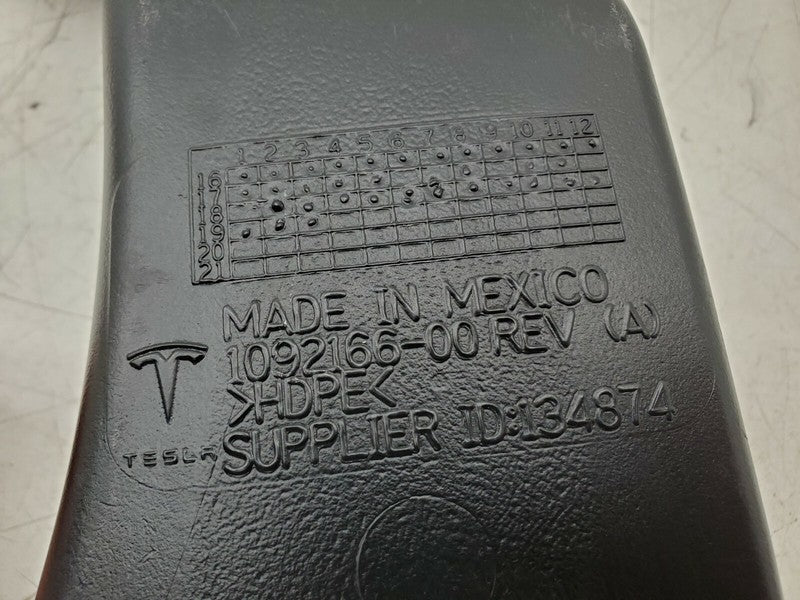 1 2 3 4 5 6 7 8 9 10 11 12
16
17
18
19
20
21
MADE IN MEXICO
1092166-00 REV (A)
>HDPE<
SUPPLIER ID:134874
TESLA